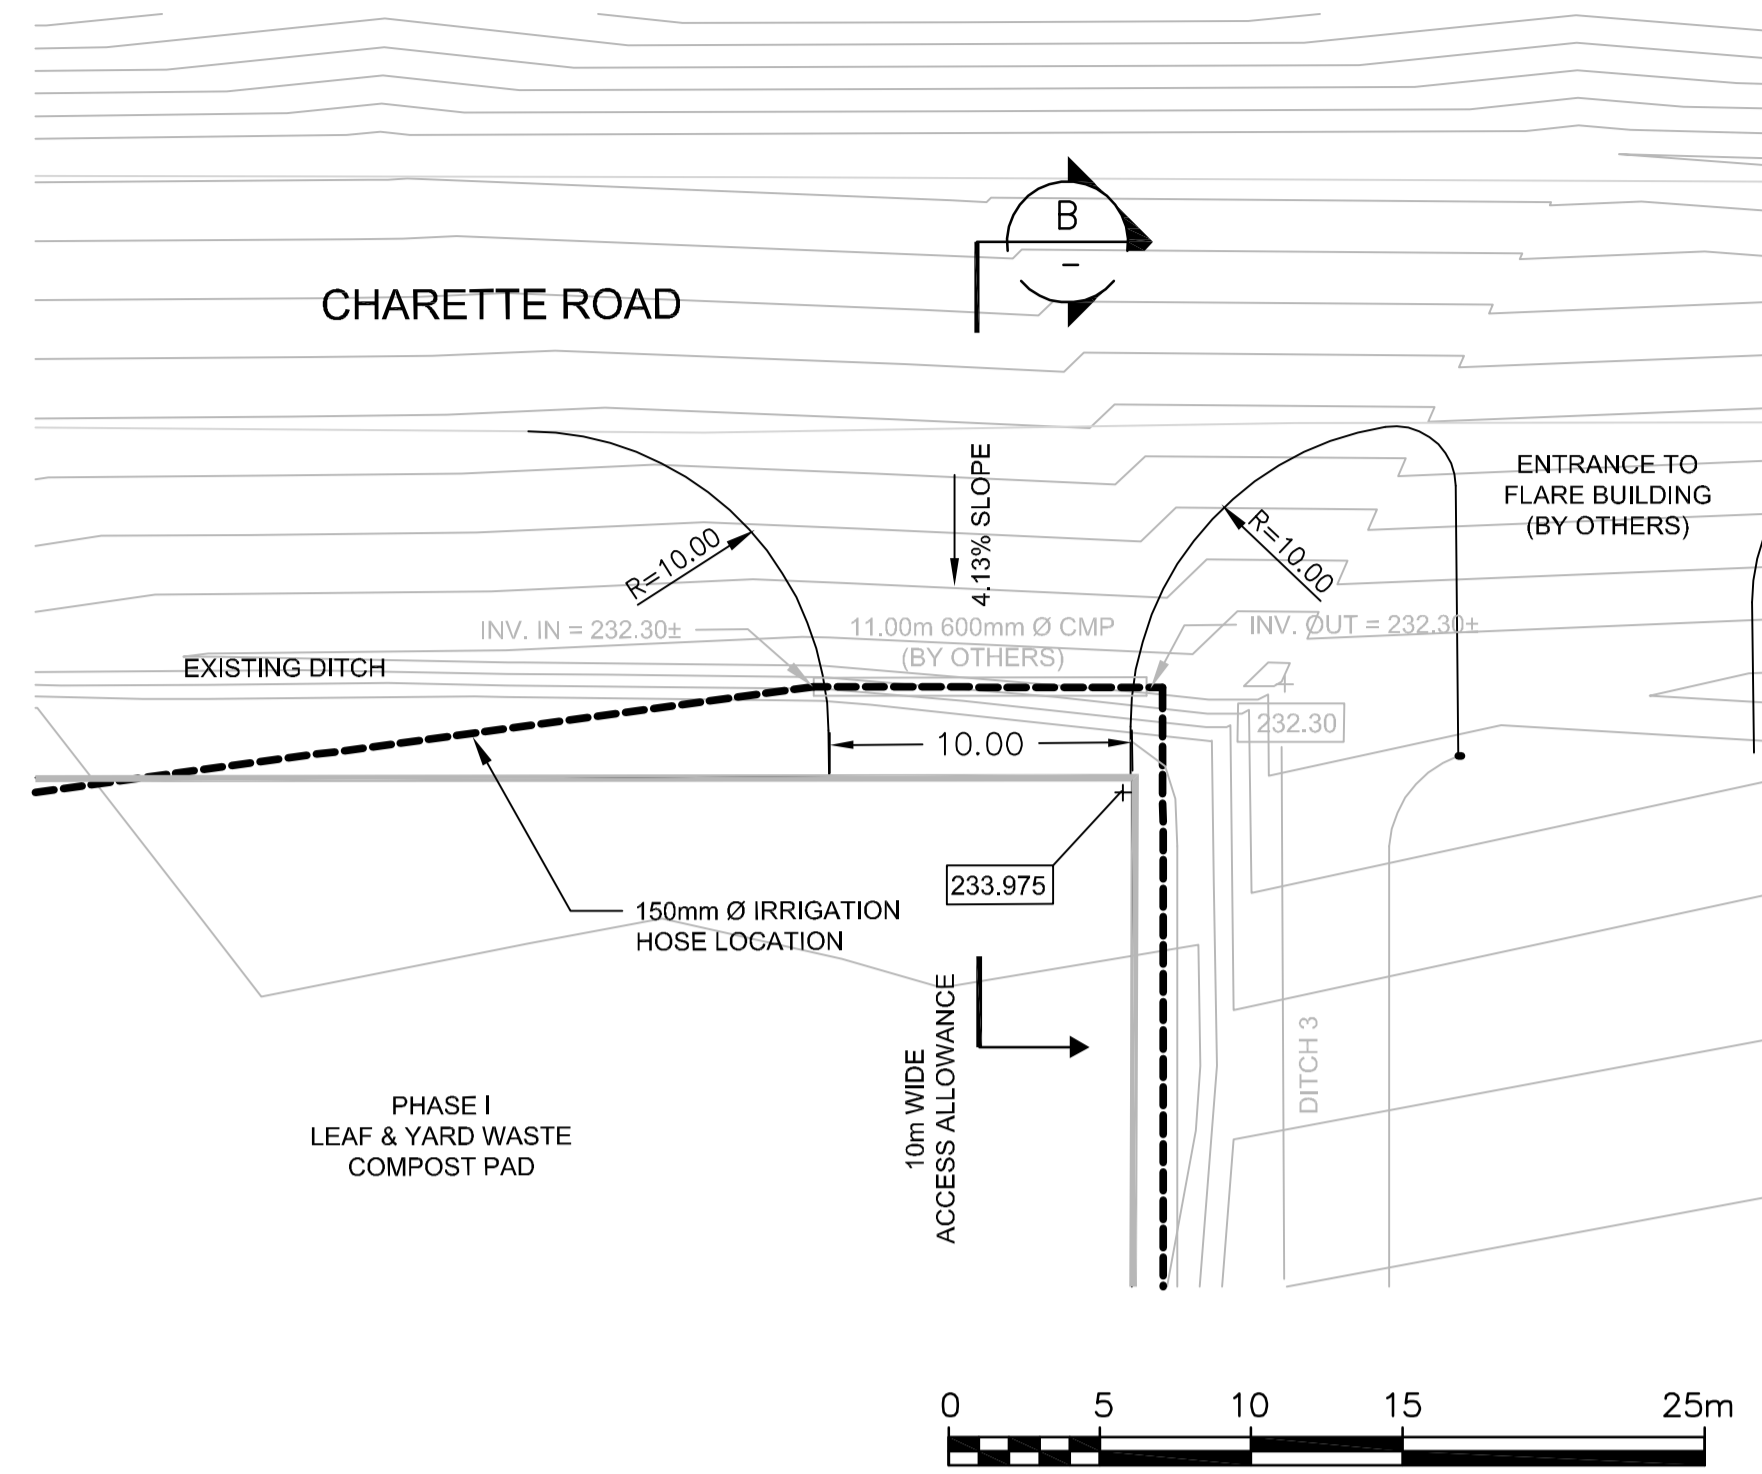 B
–
CHARETTE ROAD
ENTRANCE TO
FLARE BUILDING
(BY OTHERS)
4.13% SLOPE
R=10.00
R=10.00
INV. IN = 232.30±
11.00m 600mm Ø CMP
(BY OTHERS)
INV. OUT = 232.30±
EXISTING DITCH
232.30
10.00
233.975
150mm Ø IRRIGATION
HOSE LOCATION
10m WIDE
ACCESS ALLOWANCE
DITCH 3
PHASE I
LEAF & YARD WASTE
COMPOST PAD
0 5 10 15 25m